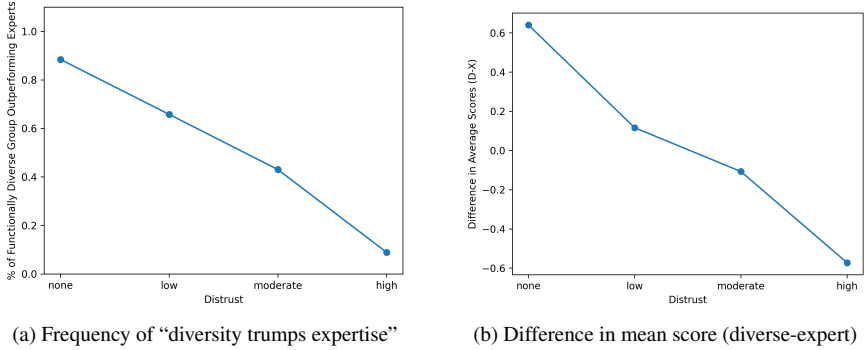 % of Functionally Diverse Group Outperforming Experts
1.0
0.8
0.6
0.4
0.2
0.0
none low moderate high
Distrust
(a) Frequency of “diversity trumps expertise”
Difference in Average Scores (D-X)
0.6
0.4
0.2
0.0
−0.2
−0.4
−0.6
none low moderate high
Distrust
(b) Difference in mean score (diverse-expert)